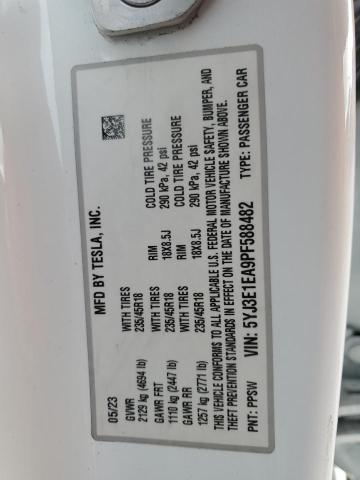 MFD BY TESLA, INC.
05/23
GVWR WITH TIRES RIM COLD TIRE PRESSURE
2129 kg (4694 lb) 235/45R18 18X8.5J 290 kPa, 42 psi
GAWR FRT WITH TIRES RIM COLD TIRE PRESSURE
1110 kg (2447 lb) 235/45R18 18X8.5J 290 kPa, 42 psi
GAWR RR
1257 kg (2771 lb)
THIS VEHICLE CONFORMS TO ALL APPLICABLE U.S. FEDERAL MOTOR VEHICLE SAFETY, BUMPER, AND
THEFT PREVENTION STANDARDS IN EFFECT ON THE DATE OF MANUFACTURE SHOWN ABOVE.
VIN: 5YJ3E1EA9PF588482
PNT: PPSW TYPE: PASSENGER CAR